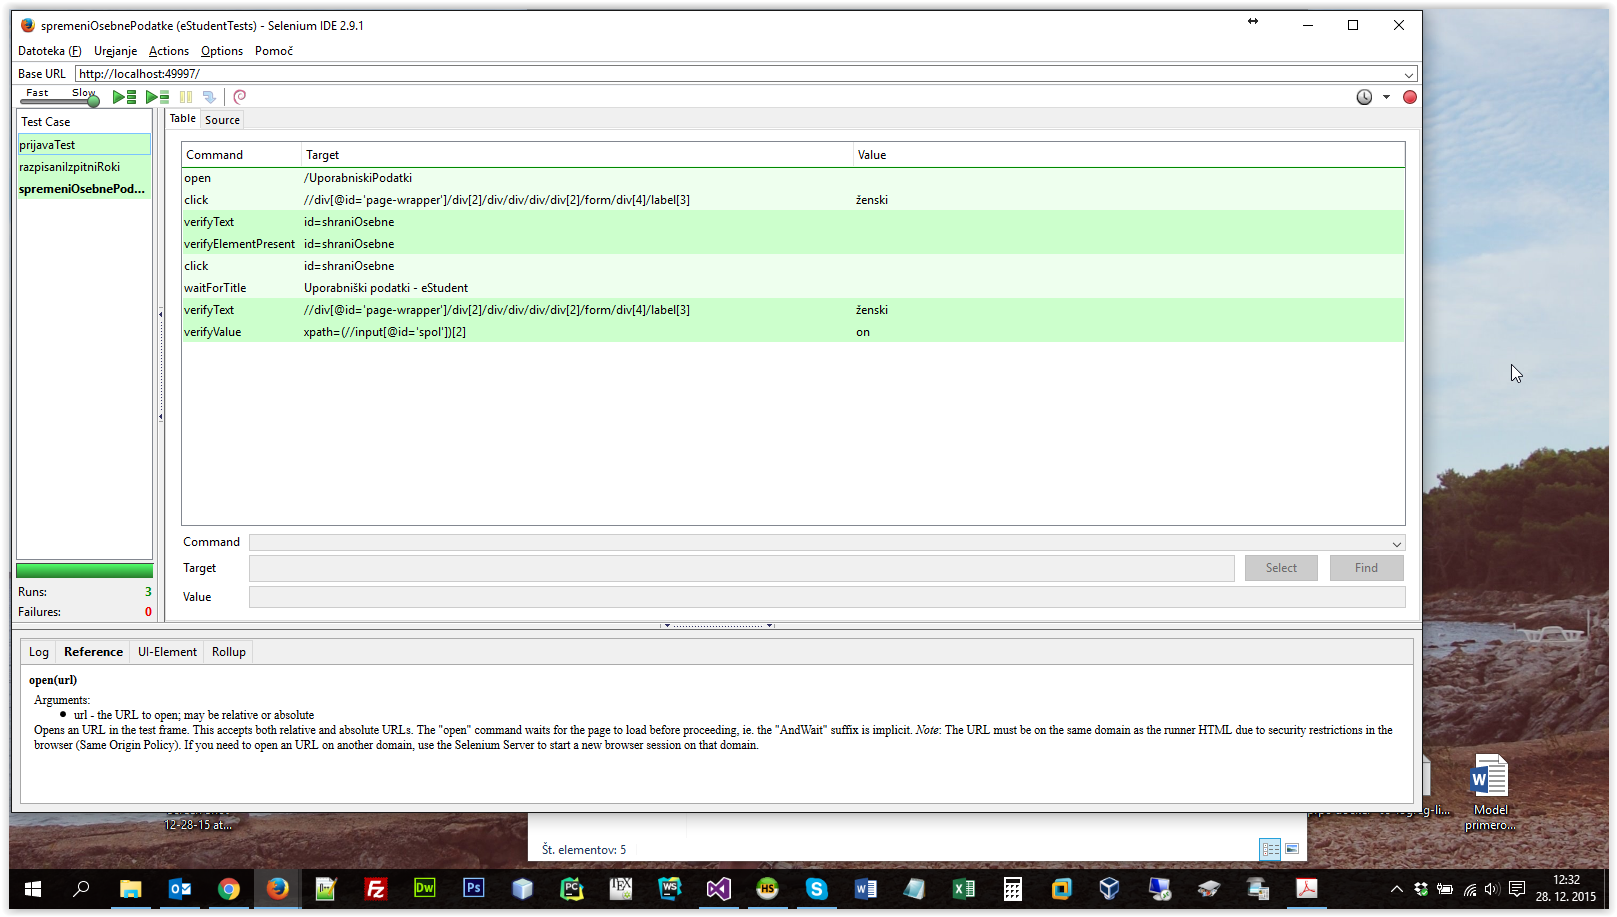 spremeniOsebnePodatke (eStudentTests) - Selenium IDE 2.9.1
Datoteka (F) Urejanje Actions Options Pomoč
Base URL http://localhost:49997/
Fast Slow
Test Case
prijavaTest
razpisaniIzpitniRoki
spremeniOsebnePod...
Runs: 3
Failures: 0
Table Source
Command Target Value
open /UporabniskiPodatki
click //div[@id='page-wrapper']/div[2]/div/div/div/div[2]/form/div[4]/label[3] ženski
verifyText id=shraniOsebne
verifyElementPresent id=shraniOsebne
click id=shraniOsebne
waitForTitle Uporabniški podatki - eStudent
verifyText //div[@id='page-wrapper']/div[2]/div/div/div/div[2]/form/div[4]/label[3] ženski
verifyValue xpath=(//input[@id='spol'])[2] on
Command
Target Select Find
Value
Log Reference UI-Element Rollup
open(url)
Arguments:
url - the URL to open; may be relative or absolute
Opens an URL in the test frame. This accepts both relative and absolute URLs. The "open" command waits for the page to load before proceeding, ie. the "AndWait" suffix is implicit. Note: The URL must be on the same domain as the runner HTML due to security restrictions in the
browser (Same Origin Policy). If you need to open an URL on another domain, use the Selenium Server to start a new browser session on that domain.
12-28-15 at...
Št. elementov: 5
Model
primero...
12:32
28. 12. 2015